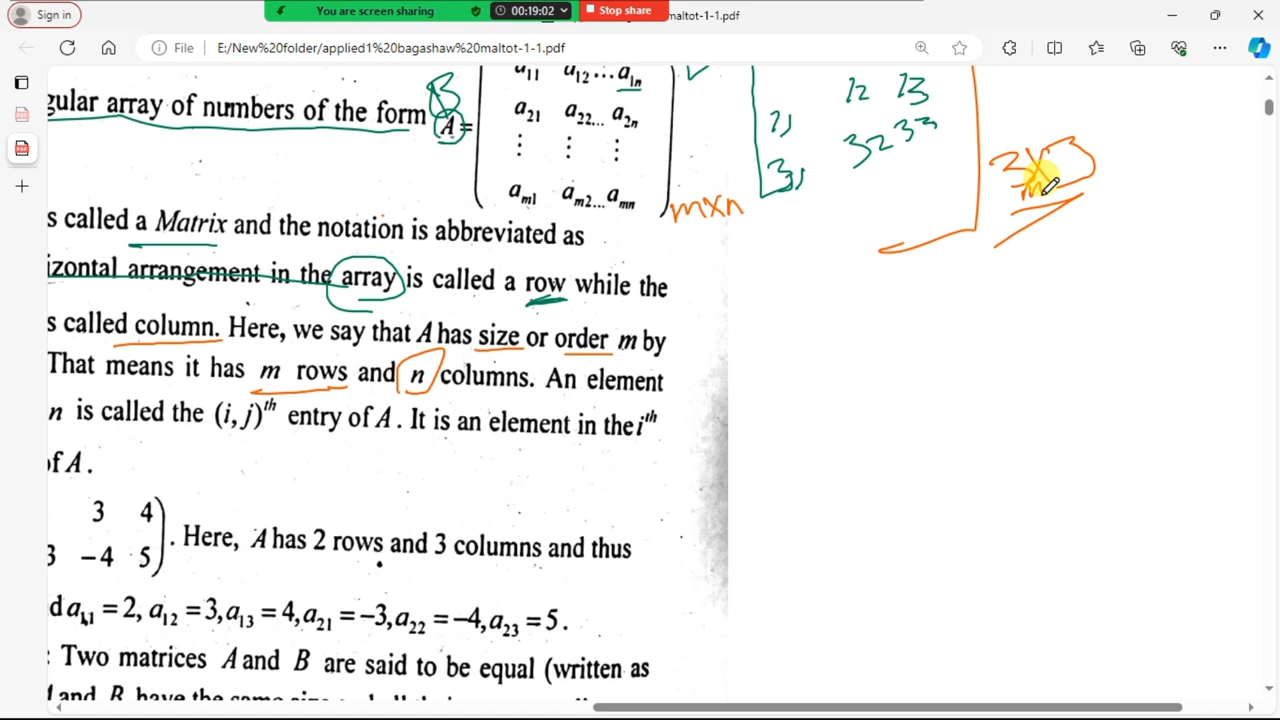 Sign in
You are screen sharing
00:19:02
Stop share
maltot-1-1.pdf
File
E:/New%20folder/applied1%20bagashaw%20maltot-1-1.pdf
a11 a12...a1n
12 13
B
gular array of numbers of the form A=
a21 a22... a2n
21
32 33
31
⋮ ⋮ ⋮
am1 am2... amn
m×n
s called a Matrix and the notation is abbreviated as
izontal arrangement in the array is called a row while the
s called column. Here, we say that A has size or order m by
That means it has m rows and n columns. An element
n is called the (i, j)th entry of A. It is an element in the ith
of A.
3 4
3 −4 5
. Here, A has 2 rows and 3 columns and thus
d a11 = 2, a12 = 3, a13 = 4, a21 = −3, a22 = −4, a23 = 5.
: Two matrices A and B are said to be equal (written as
and B have the same size and all